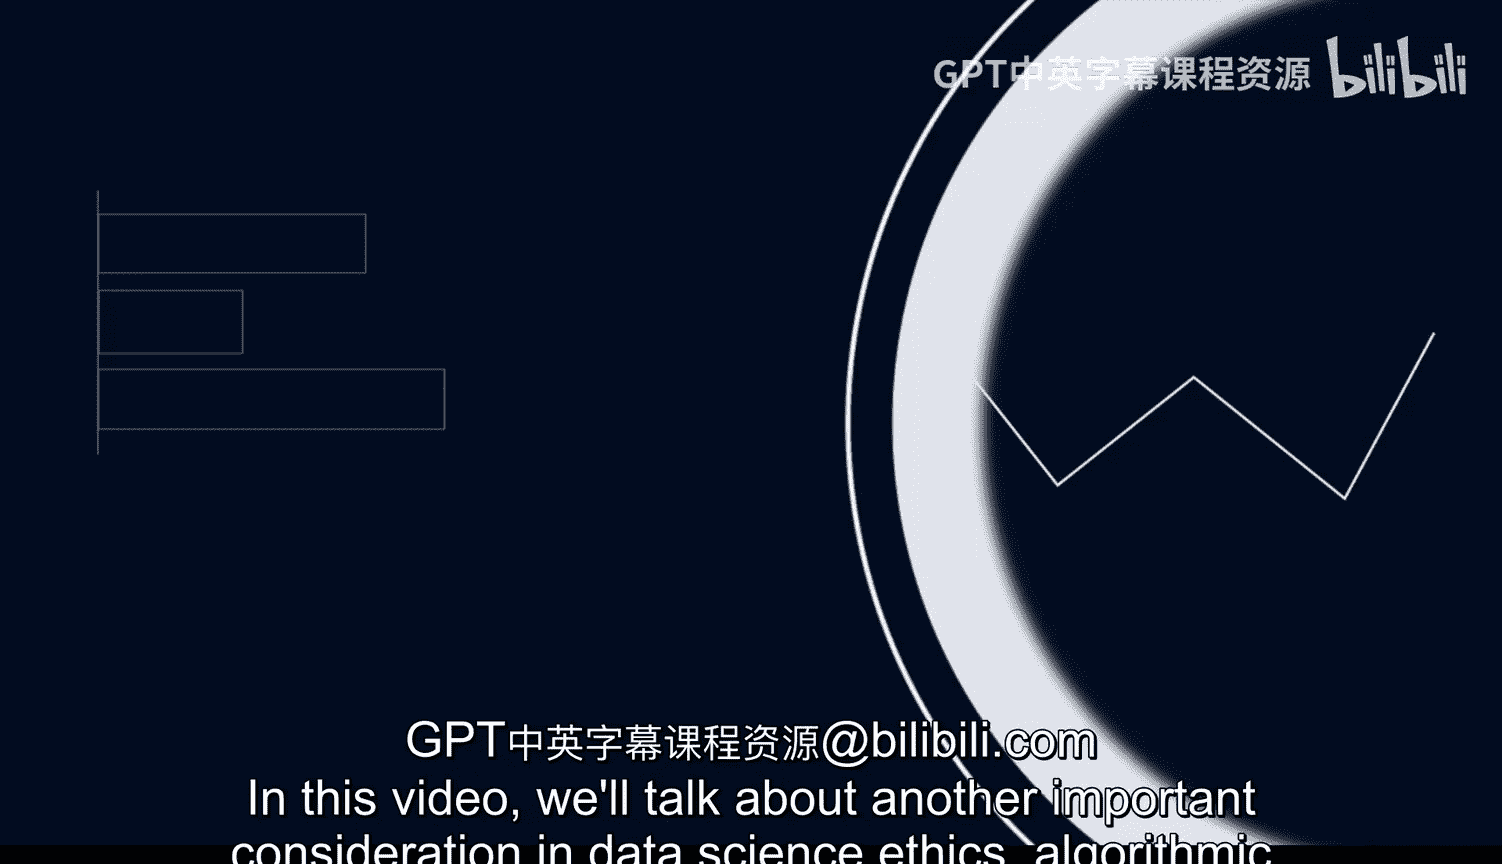 GPT中英字幕课程资源 bilibili
GPT中英字幕课程资源@bilibili.com
In this video, we'll talk about another important
consideration in data science ethics, algorithmic